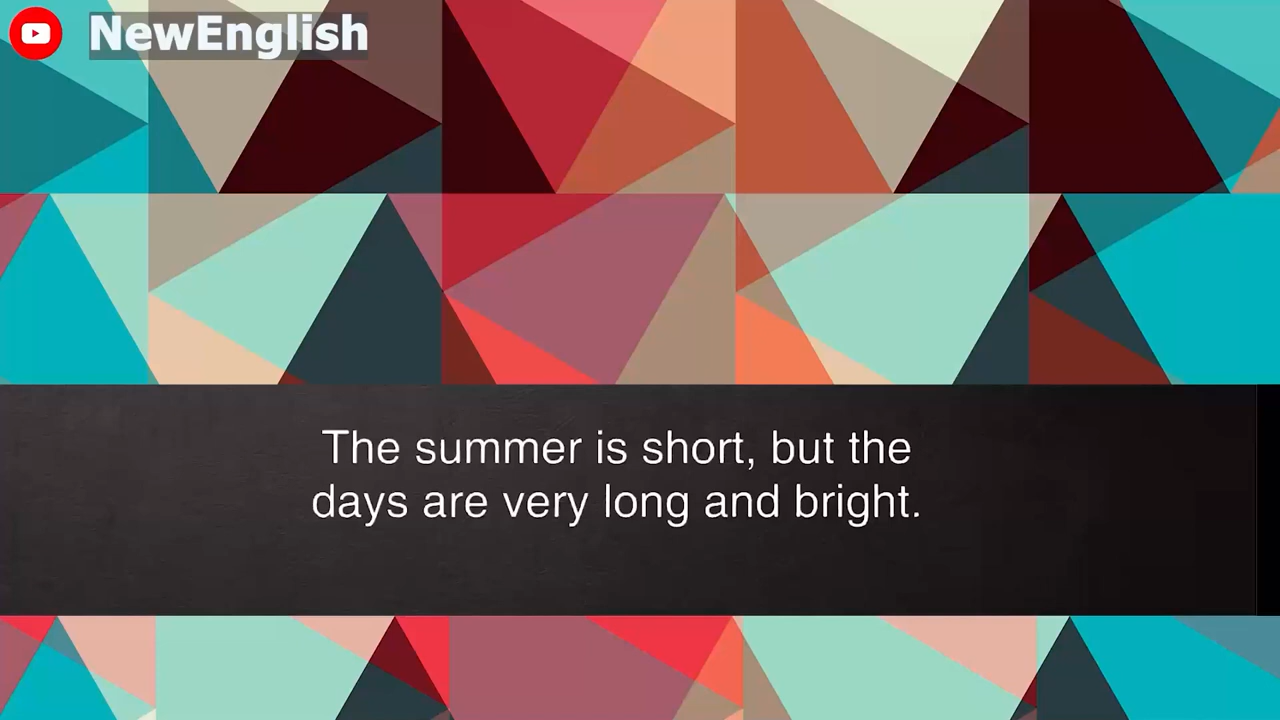 NewEnglish
The summer is short, but the
days are very long and bright.